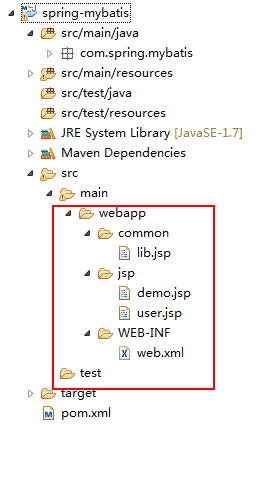 spring-mybatis
src/main/java
com.spring.mybatis
src/main/resources
src/test/java
src/test/resources
JRE System Library [JavaSE-1.7]
Maven Dependencies
src
main
webapp
common
lib.jsp
jsp
demo.jsp
user.jsp
WEB-INF
web.xml
test
target
pom.xml